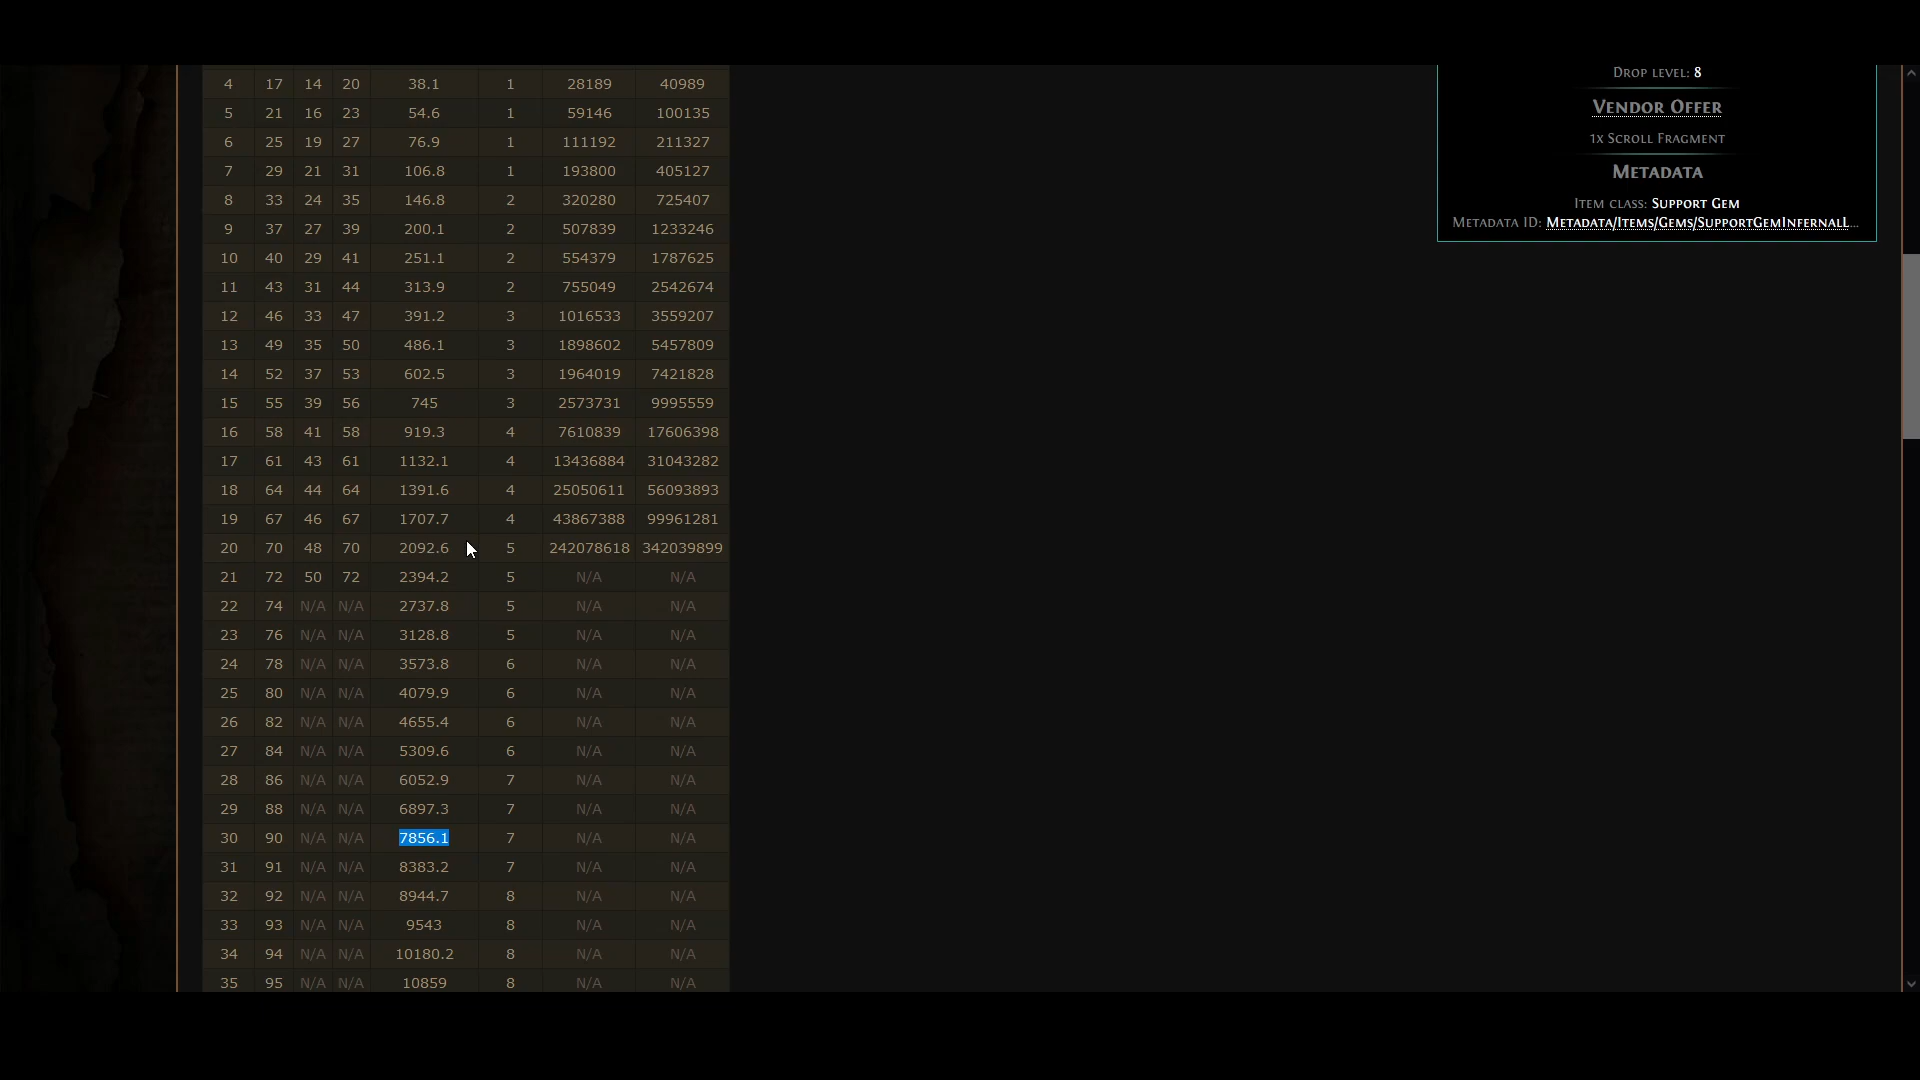 4 17 14 20 38.1 1 28189 40989
5 21 16 23 54.6 1 59146 100135
6 25 19 27 76.9 1 111192 211327
7 29 21 31 106.8 1 193800 405127
8 33 24 35 146.8 2 320280 725407
9 37 27 39 200.1 2 507839 1233246
10 40 29 41 251.1 2 554379 1787625
11 43 31 44 313.9 2 755049 2542674
12 46 33 47 391.2 3 1016533 3559207
13 49 35 50 486.1 3 1898602 5457809
14 52 37 53 602.5 3 1964019 7421828
15 55 39 56 745 3 2573731 9995559
16 58 41 58 919.3 4 7610839 17606398
17 61 43 61 1132.1 4 13436884 31043282
18 64 44 64 1391.6 4 25050611 56093893
19 67 46 67 1707.7 4 43867388 99961281
20 70 48 70 2092.6 5 242078618 342039899
21 72 50 72 2394.2 5 N/A N/A
22 74 N/A N/A 2737.8 5 N/A N/A
23 76 N/A N/A 3128.8 5 N/A N/A
24 78 N/A N/A 3573.8 6 N/A N/A
25 80 N/A N/A 4079.9 6 N/A N/A
26 82 N/A N/A 4655.4 6 N/A N/A
27 84 N/A N/A 5309.6 6 N/A N/A
28 86 N/A N/A 6052.9 7 N/A N/A
29 88 N/A N/A 6897.3 7 N/A N/A
30 90 N/A N/A 7856.1 7 N/A N/A
31 91 N/A N/A 8383.2 7 N/A N/A
32 92 N/A N/A 8944.7 8 N/A N/A
33 93 N/A N/A 9543 8 N/A N/A
34 94 N/A N/A 10180.2 8 N/A N/A
35 95 N/A N/A 10859 8 N/A N/A
Drop level: 8
Vendor Offer
1x Scroll Fragment
Metadata
Item class: Support Gem
Metadata ID: Metadata/Items/Gems/SupportGemInfernalL...